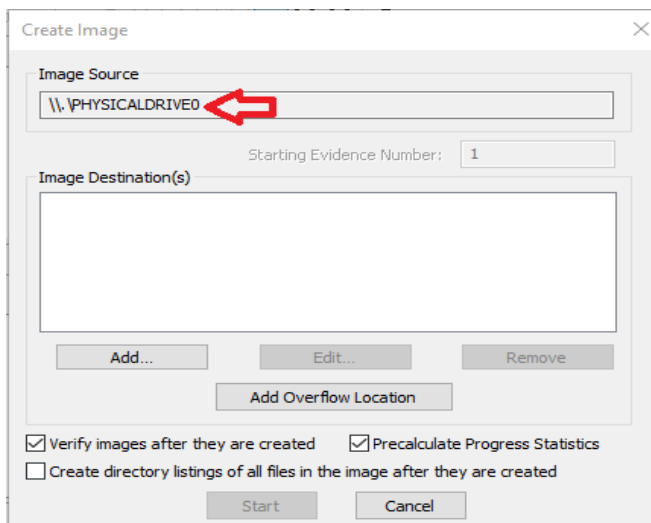 Create Image
Image Source
\\.\PHYSICALDRIVE0
Starting Evidence Number: 1
Image Destination(s)
Add... Edit... Remove
Add Overflow Location
Verify images after they are created Precalculate Progress Statistics
Create directory listings of all files in the image after they are created
Start Cancel